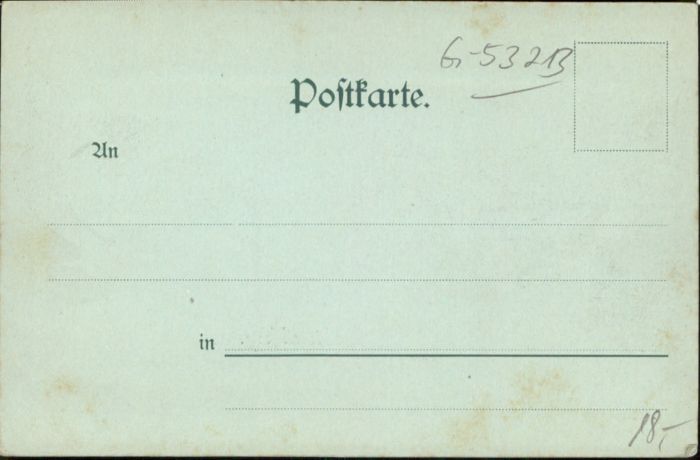 G-53213
Poſtkarte.
An
in
18,-